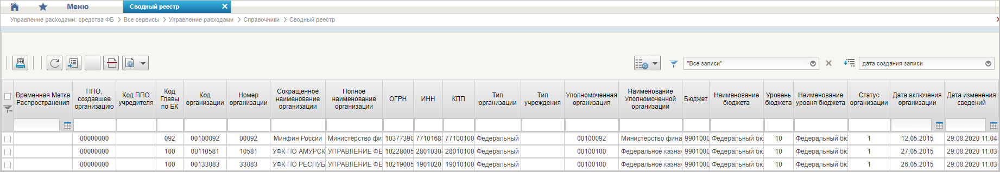 Меню Сводный реестр
Управление расходами: средства ФБ Все сервисы Управление расходами Справочники Сводный реестр
"Все записи" дата создания записи
Временная Метка Распространения
ППО, создавшее организацию
Код ППО учредителя
Код Главы по БК
Код организации
Номер организации
Сокращенное наименование организации
Полное наименование организации
ОГРН
ИНН
КПП
Тип организации
Тип учреждения
Уполномоченная организация
Наименование Уполномоченной организации
Бюджет
Наименование бюджета
Уровень бюджета
Наименование уровня бюджета
Статус организации
Дата включения организации
Дата изменения сведений
00000000 092 00100092 00092 Минфин России Министерство фи 10377390 77101683 77100100 Федеральный 00100092 Министерство фина 9901000 Федеральный бю 10 Федеральный бю 1 12.05.2015 29.08.2020 11:04
00000000 100 00110581 10581 УФК ПО АМУРСК УПРАВЛЕНИЕ ФЕ 10228005 28010304 28010100 Федеральный 00100100 Федеральное казнач 9901000 Федеральный бю 10 Федеральный бю 1 27.05.2015 29.08.2020 11:03
00000000 100 00133083 33083 УФК ПО РЕСПУБ УПРАВЛЕНИЕ ФЕ 10219005 19010201 19010100 Федеральный 00100100 Федеральное казнач 9901000 Федеральный бю 10 Федеральный бю 1 26.05.2015 29.08.2020 11:03